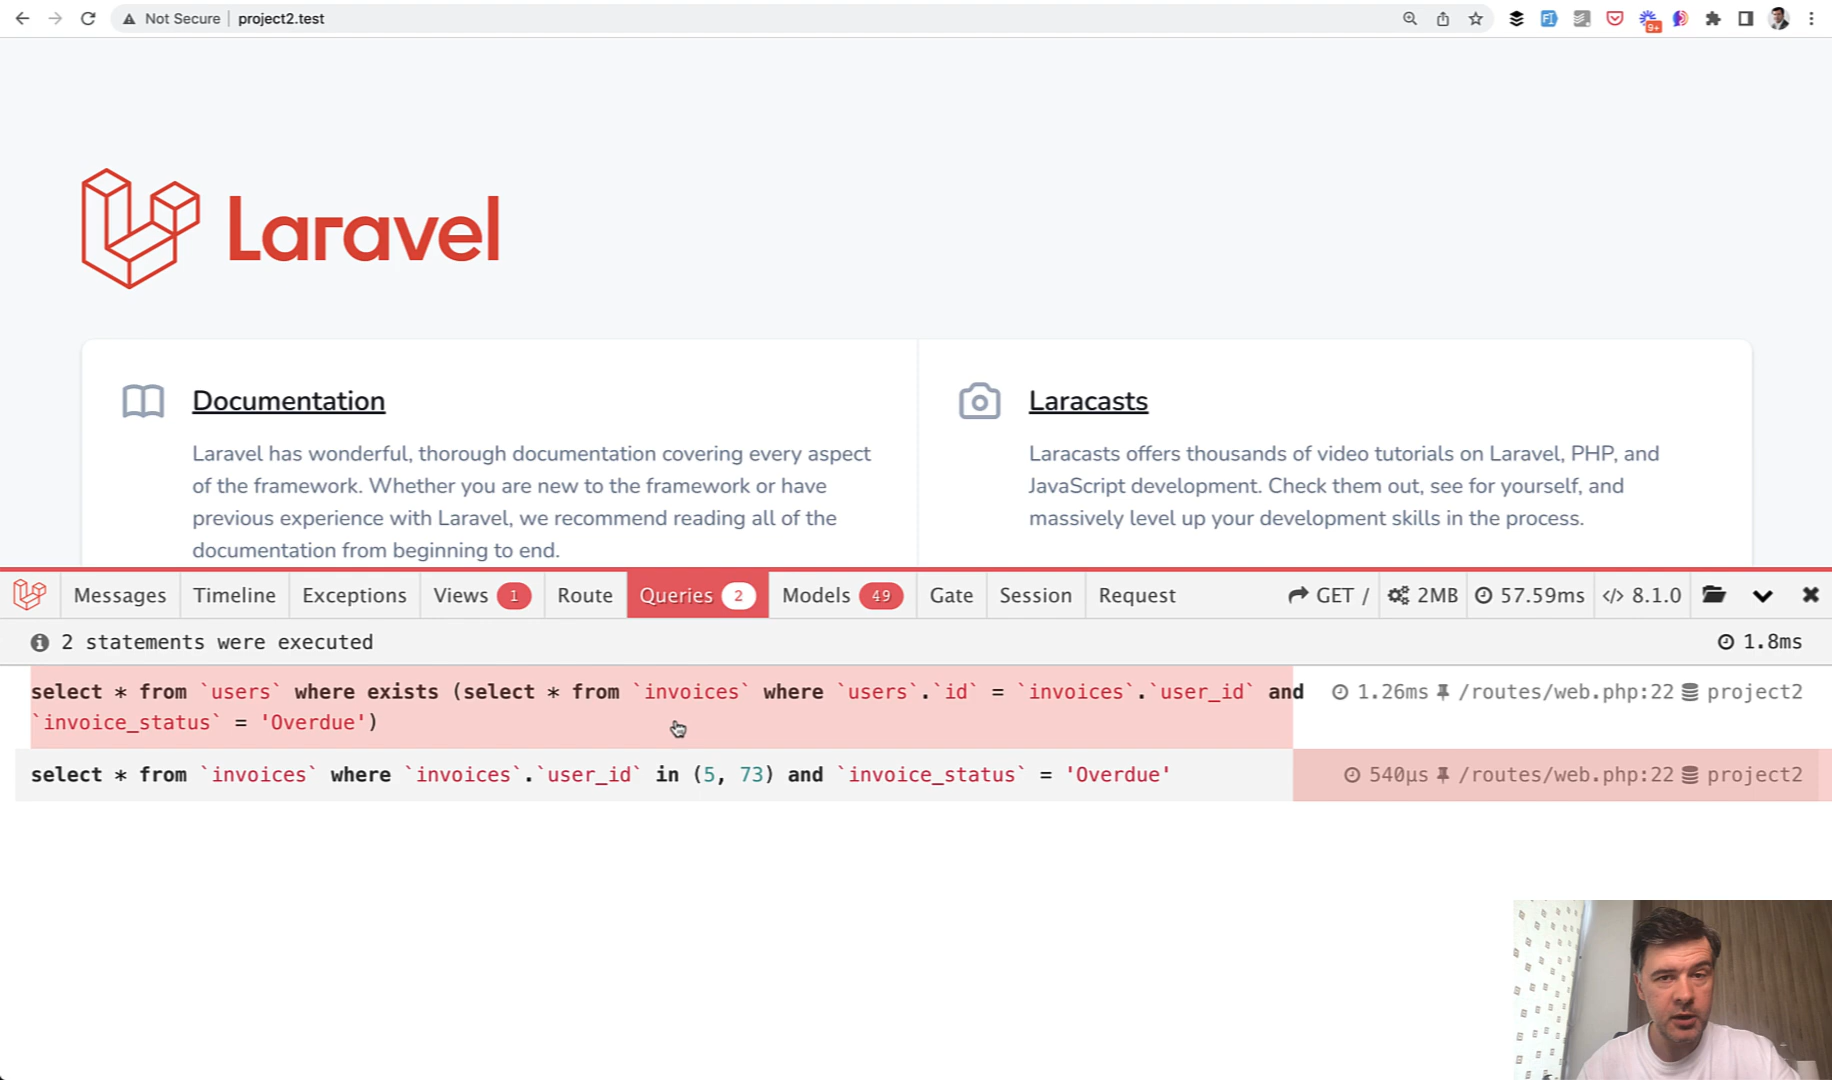 Not Secure | project2.test
9+
Laravel
Documentation
Laravel has wonderful, thorough documentation covering every aspect
of the framework. Whether you are new to the framework or have
previous experience with Laravel, we recommend reading all of the
documentation from beginning to end.
Laracasts
Laracasts offers thousands of video tutorials on Laravel, PHP, and
JavaScript development. Check them out, see for yourself, and
massively level up your development skills in the process.
Messages Timeline Exceptions Views 1 Route Queries 2 Models 49 Gate Session Request GET / 2MB 57.59ms </> 8.1.0
2 statements were executed 1.8ms
select * from `users` where exists (select * from `invoices` where `users`.`id` = `invoices`.`user_id` and 1.26ms /routes/web.php:22 project2
`invoice_status` = 'Overdue')
select * from `invoices` where `invoices`.`user_id` in (5, 73) and `invoice_status` = 'Overdue' 540μs /routes/web.php:22 project2